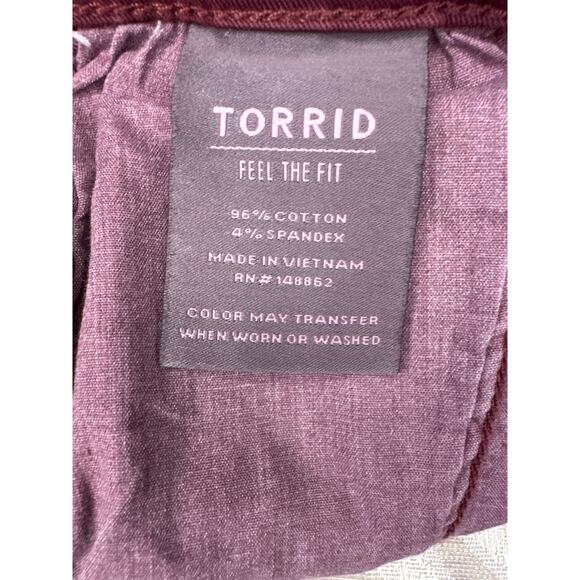 TORRID
FEEL THE FIT
96% COTTON
4% SPANDEX
MADE IN VIETNAM
RN#148862
COLOR MAY TRANSFER
WHEN WORN OR WASHED